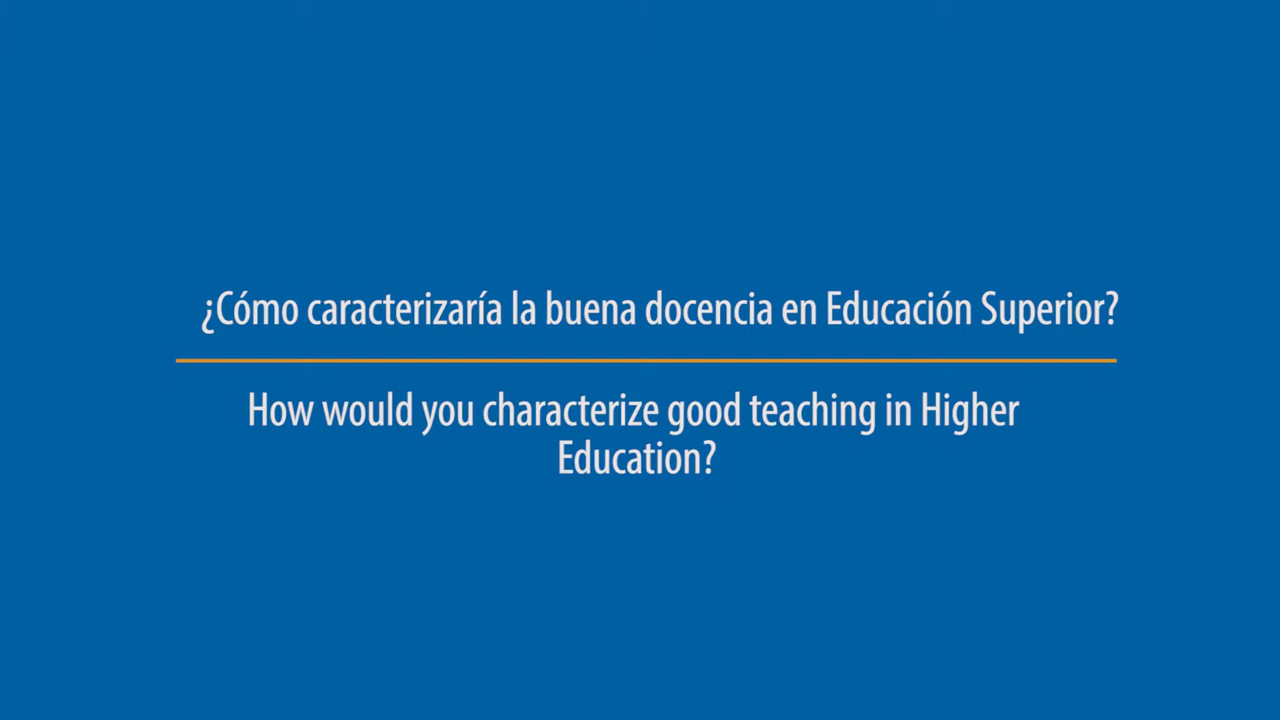 ¿Cómo caracterizaría la buena docencia en Educación Superior?
How would you characterize good teaching in Higher
Education?